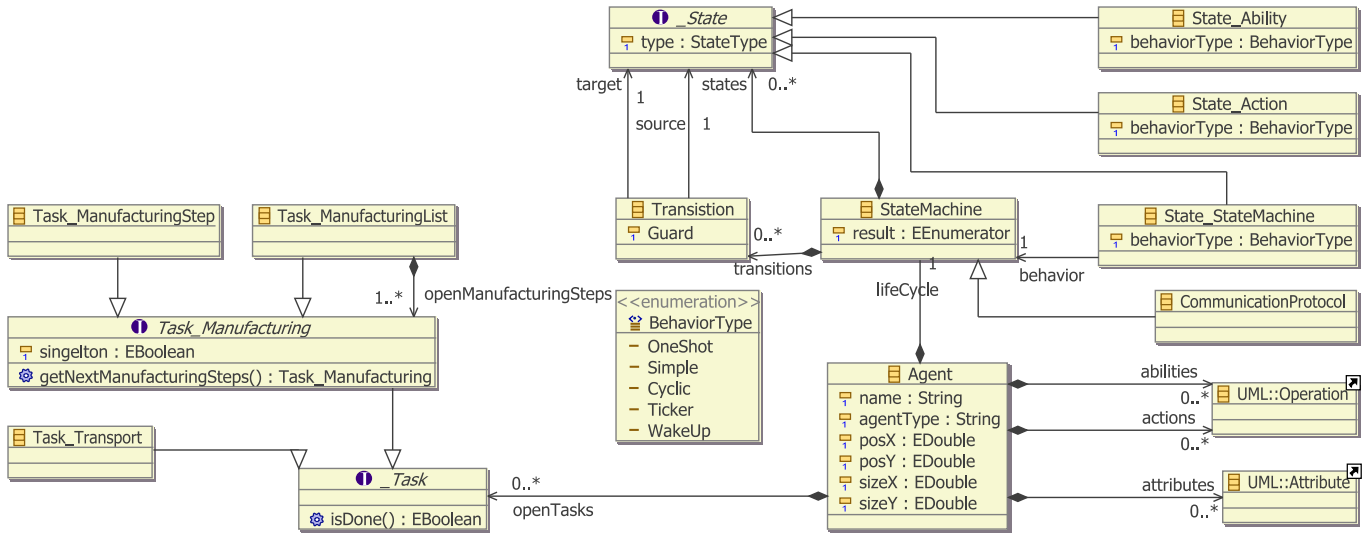 _State
type : StateType
State_Ability
behaviorType : BehaviorType
target
1
source
1
states
0..*
State_Action
behaviorType : BehaviorType
Task_ManufacturingStep
Task_ManufacturingList
Transistion
Guard
0..*
transitions
StateMachine
result : EEnumerator
1
lifeCycle
State_StateMachine
behaviorType : BehaviorType
1
behavior
1..*
openManufacturingSteps
CommunicationProtocol
Task_Manufacturing
singelton : EBoolean
getNextManufacturingSteps() : Task_Manufacturing
<<enumeration>>
BehaviorType
OneShot
Simple
Cyclic
Ticker
WakeUp
Agent
name : String
agentType : String
posX : EDouble
posY : EDouble
sizeX : EDouble
sizeY : EDouble
abilities
0..*
actions
0..*
UML::Operation
attributes
0..*
UML::Attribute
Task_Transport
_Task
isDone() : EBoolean
0..*
openTasks